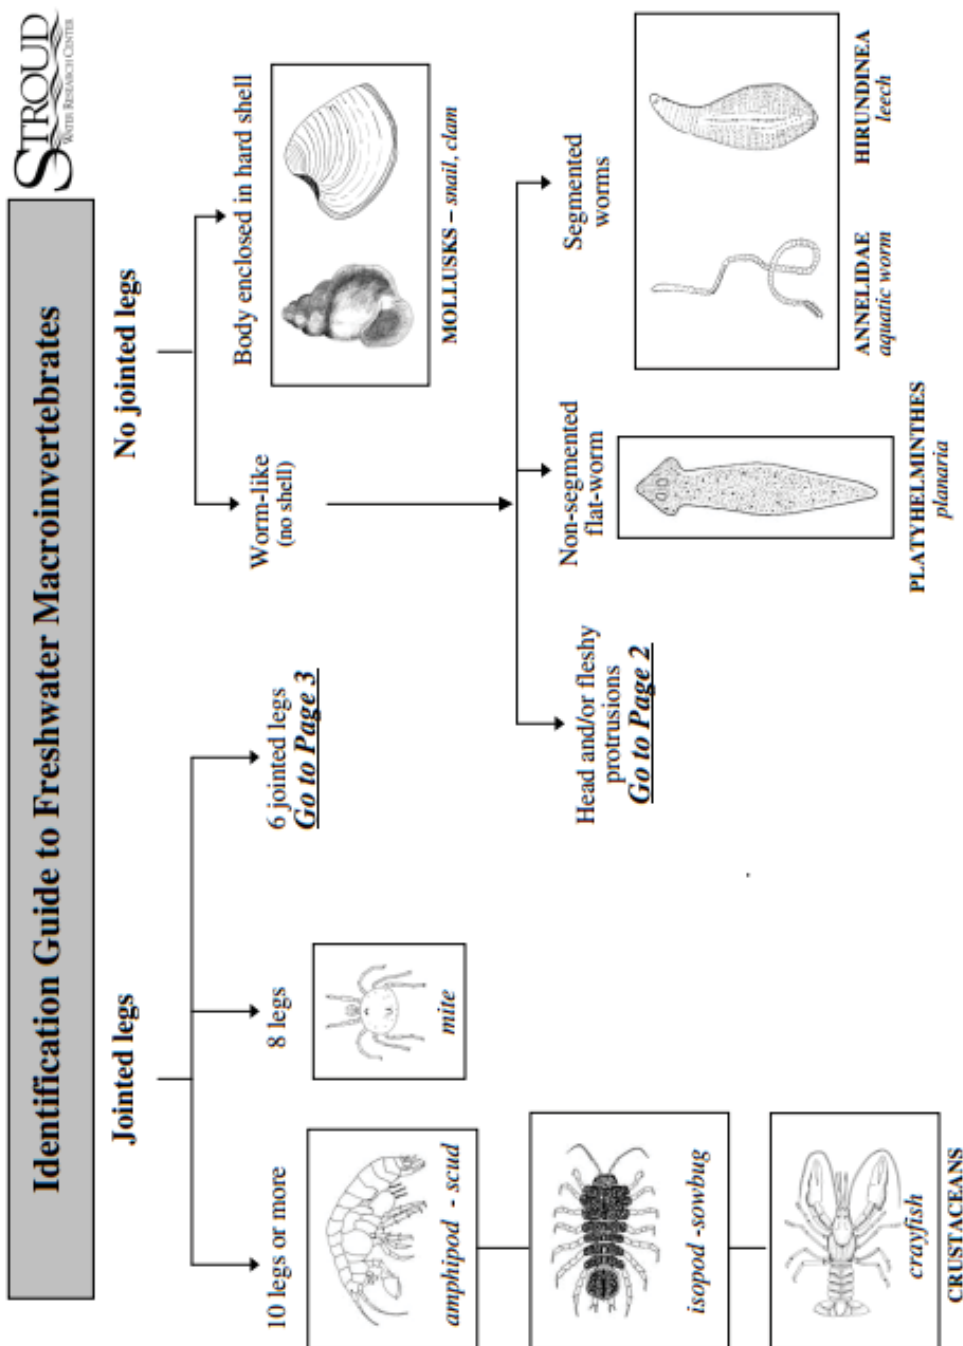 STROUD
WATER RESEARCH CENTER
Identification Guide to Freshwater Macroinvertebrates
Jointed legs
No jointed legs
10 legs or more
8 legs
6 jointed legs
Go to Page 3
Worm-like
(no shell)
Body enclosed in hard shell
amphipod - scud
mite
MOLLUSKS – snail, clam
isopod -sowbug
crayfish
CRUSTACEANS
Head and/or fleshy
protrusions
Go to Page 2
Non-segmented
flat-worm
Segmented
worms
PLATYHELMINTHES
planaria
ANNELIDAE
aquatic worm
HIRUNDINEA
leech